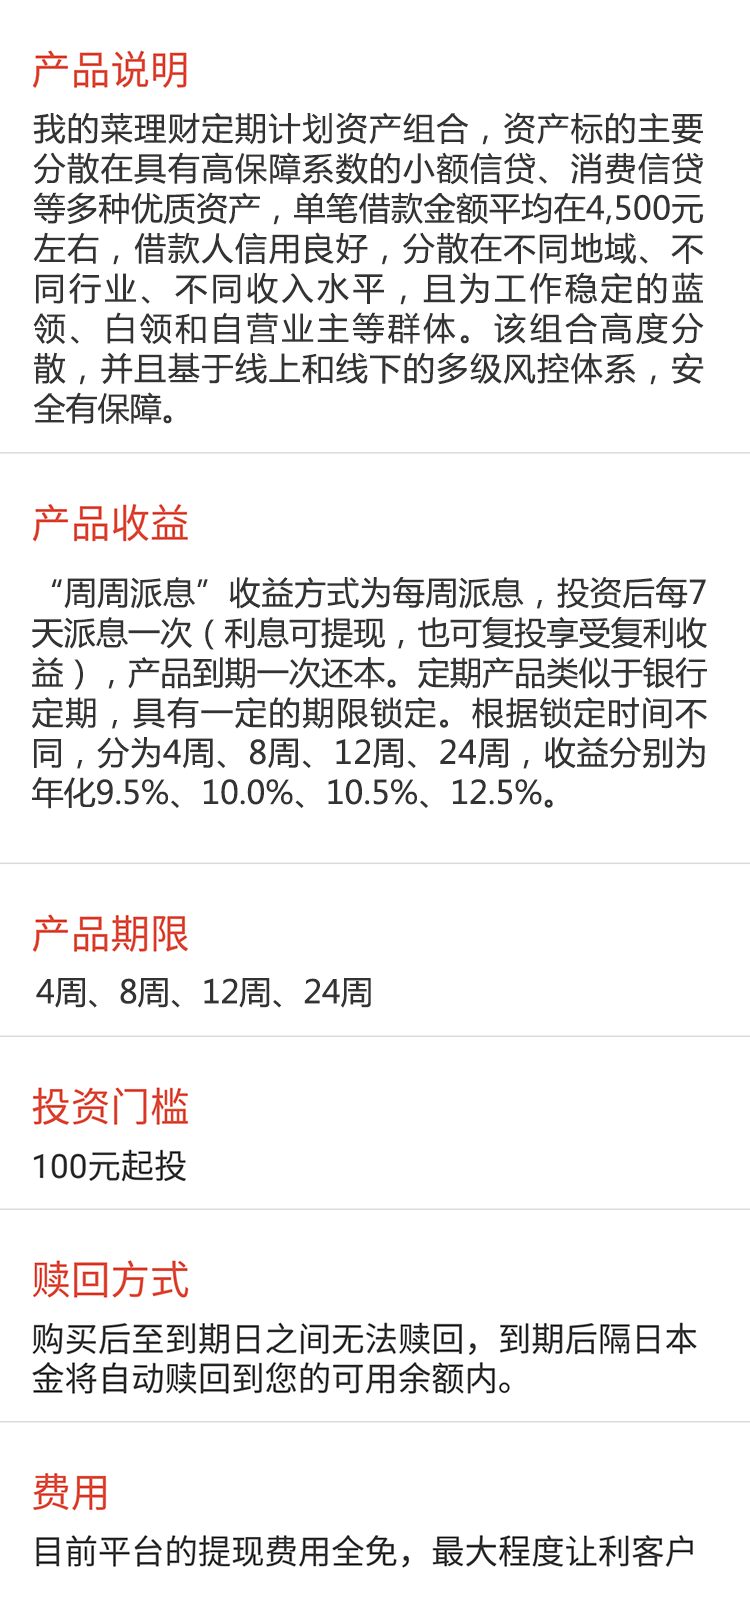 产品说明
我的菜理财定期计划资产组合，资产标的主要
分散在具有高保障系数的小额信贷、消费信贷
等多种优质资产，单笔借款金额平均在4,500元
左右，借款人信用良好，分散在不同地域、不
同行业、不同收入水平，且为工作稳定的蓝
领、白领和自营业主等群体。该组合高度分
散，并且基于线上和线下的多级风控体系，安
全有保障。
产品收益
“周周派息”收益方式为每周派息，投资后每7
天派息一次（利息可提现，也可复投享受复利收
益），产品到期一次还本。定期产品类似于银行
定期，具有一定的期限锁定。根据锁定时间不
同，分为4周、8周、12周、24周，收益分别为
年化9.5%、10.0%、10.5%、12.5%。
产品期限
4周、8周、12周、24周
投资门槛
100元起投
赎回方式
购买后至到期日之间无法赎回，到期后隔日本
金将自动赎回到您的可用余额内。
费用
目前平台的提现费用全免，最大程度让利客户